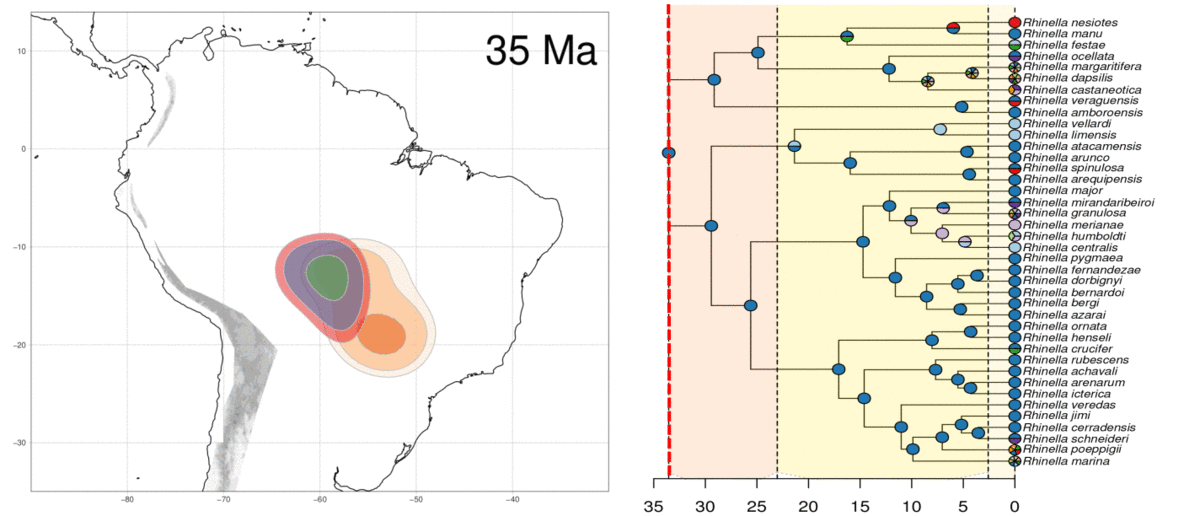 35 Ma
10
0
−10
−20
−30
−80
−70
−60
−50
−40
Rhinella nesiotes
Rhinella manu
Rhinella festae
Rhinella ocellata
Rhinella margaritifera
Rhinella dapsilis
Rhinella castaneotica
Rhinella veraguensis
Rhinella amboroensis
Rhinella vellardi
Rhinella limensis
Rhinella atacamensis
Rhinella arunco
Rhinella spinulosa
Rhinella arequipensis
Rhinella major
Rhinella mirandaribeiroi
Rhinella granulosa
Rhinella merianae
Rhinella humboldti
Rhinella centralis
Rhinella pygmaea
Rhinella fernandezae
Rhinella dorbignyi
Rhinella bernardoi
Rhinella bergi
Rhinella azarai
Rhinella ornata
Rhinella henseli
Rhinella crucifer
Rhinella rubescens
Rhinella achavali
Rhinella arenarum
Rhinella icterica
Rhinella veredas
Rhinella jimi
Rhinella cerradensis
Rhinella schneideri
Rhinella poeppigii
Rhinella marina
35 30 25 20 15 10 5 0